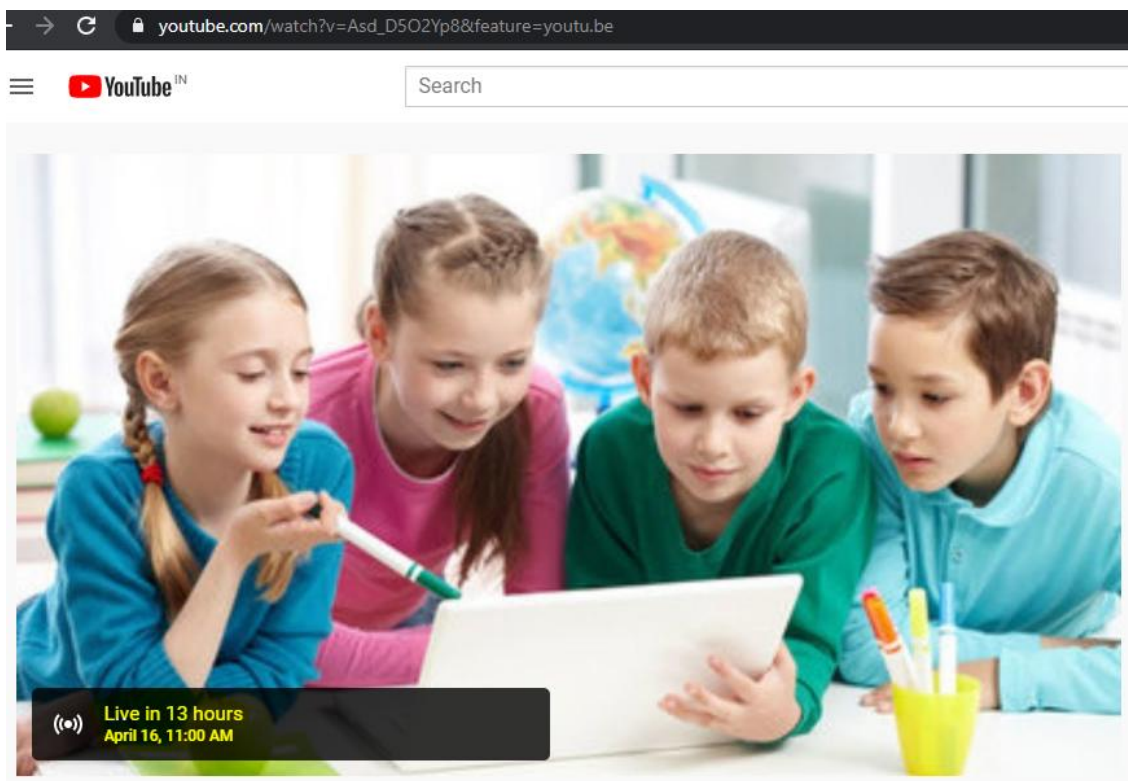 youtube.com/watch?v=Asd_D5O2Yp8&feature=youtu.be
YouTube IN
Search
Live in 13 hours
April 16, 11:00 AM